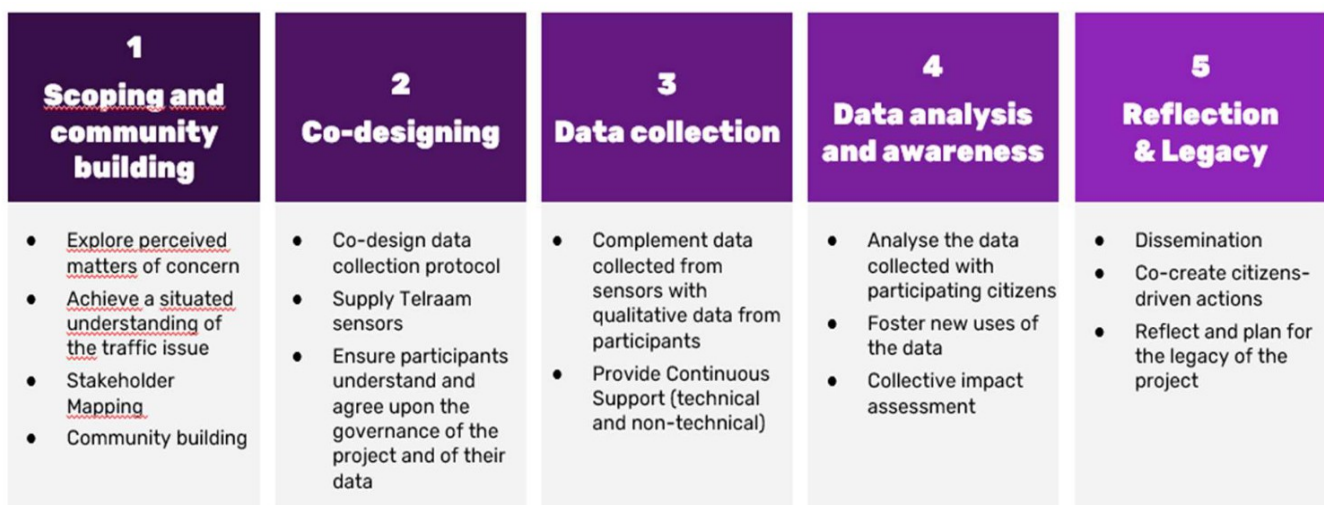 1
Scoping and
community
building
● Explore perceived
matters of concern
● Achieve a situated
understanding of
the traffic issue
● Stakeholder
Mapping
● Community building
2
Co-designing
● Co-design data
collection protocol
● Supply Telraam
sensors
● Ensure participants
understand and
agree upon the
governance of the
project and of their
data
3
Data collection
● Complement data
collected from
sensors with
qualitative data from
participants
● Provide Continuous
Support (technical
and non-technical)
4
Data analysis
and awareness
● Analyse the data
collected with
participating citizens
● Foster new uses of
the data
● Collective impact
assessment
5
Reflection
& Legacy
● Dissemination
● Co-create citizens-
driven actions
● Reflect and plan for
the legacy of the
project